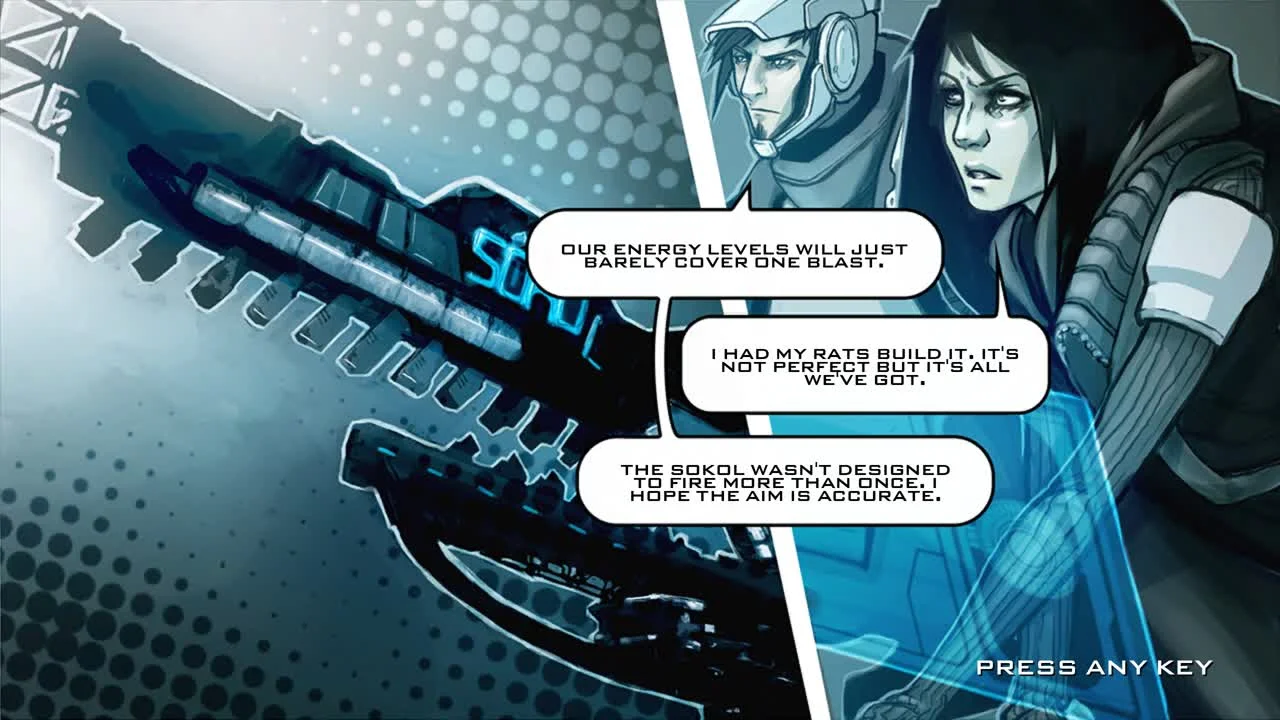 SOKOL
OUR ENERGY LEVELS WILL JUST
BARELY COVER ONE BLAST.
I HAD MY RATS BUILD IT. IT'S
NOT PERFECT BUT IT'S ALL
WE'VE GOT.
THE SOKOL WASN'T DESIGNED
TO FIRE MORE THAN ONCE. I
HOPE THE AIM IS ACCURATE.
PRESS ANY KEY